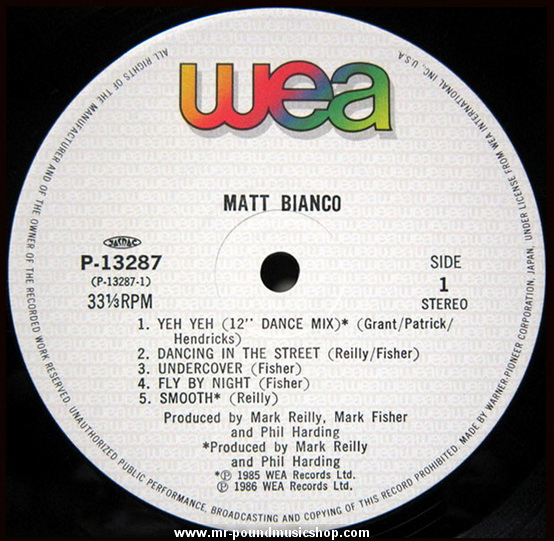 wea
MATT BIANCO
JASRAC
P-13287
(P-13287-1)
33⅓RPM
SIDE
1
STEREO
1. YEH YEH (12'' DANCE MIX)* (Grant/Patrick/
Hendricks)
2. DANCING IN THE STREET (Reilly/Fisher)
3. UNDERCOVER (Fisher)
4. FLY BY NIGHT (Fisher)
5. SMOOTH* (Reilly)
Produced by Mark Reilly, Mark Fisher
and Phil Harding
*Produced by Mark Reilly
and Phil Harding
*℗ 1985 WEA Records Ltd.
℗ 1986 WEA Records Ltd.
ALL RIGHTS OF THE MANUFACTURER AND OF THE OWNER OF THE RECORDED WORK RESERVED. UNAUTHORIZED PUBLIC PERFORMANCE, BROADCASTING AND COPYING OF THIS RECORD PROHIBITED. MADE BY WARNER-PIONEER CORPORATION, JAPAN, UNDER LICENSE FROM WEA INTERNATIONAL INC., U.S.A
www.mr-poundmusicshop.com